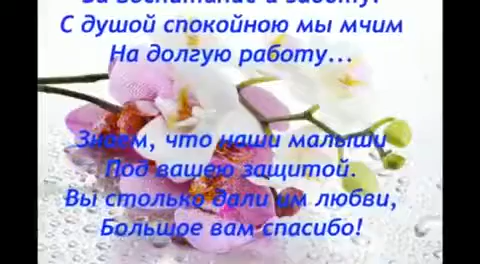 За воспитание и заботу!
С душой спокойною мы мчим
На долгую работу...
Знаем, что наши малыши
Под вашею защитой.
Вы столько дали им любви,
Большое вам спасибо!